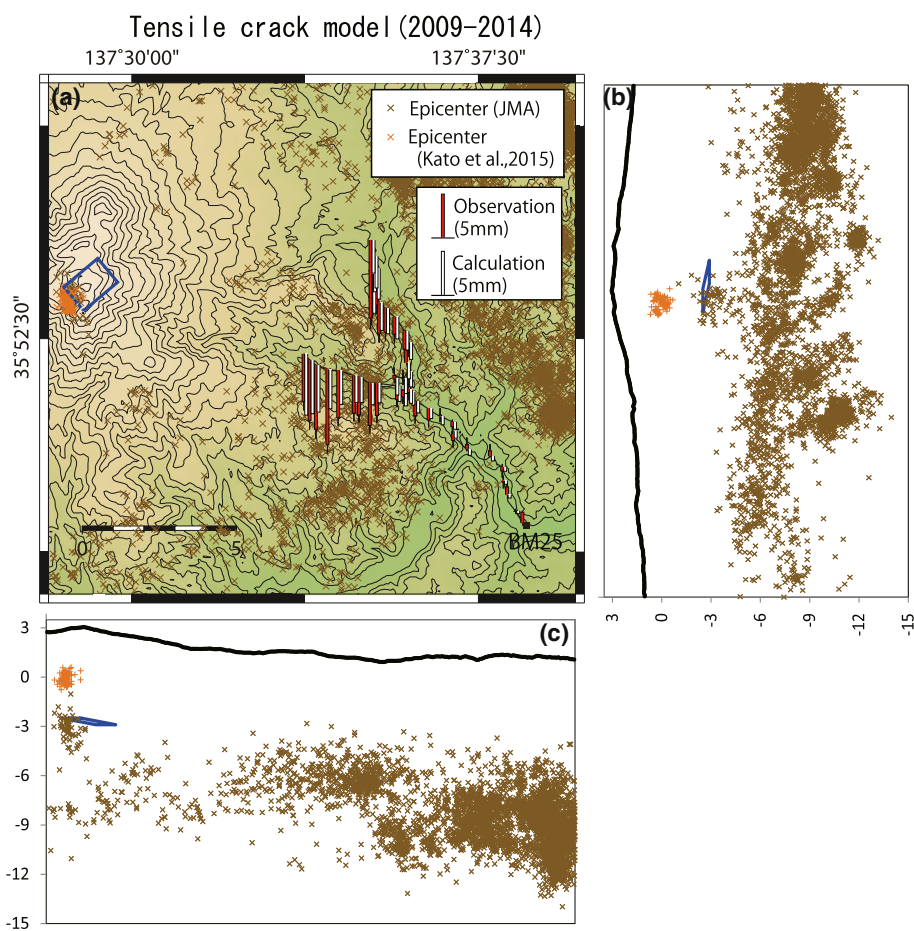 Tensile crack model(2009-2014)
137°30'00" 137°37'30"
(a)
Epicenter (JMA)
Epicenter
(Kato et al.,2015)
Observation
(5mm)
Calculation
(5mm)
35°52'30"
0 5
BM25
(b)
3 0 -3 -6 -9 -12 -15
(c)
3
0
-3
-6
-9
-12
-15